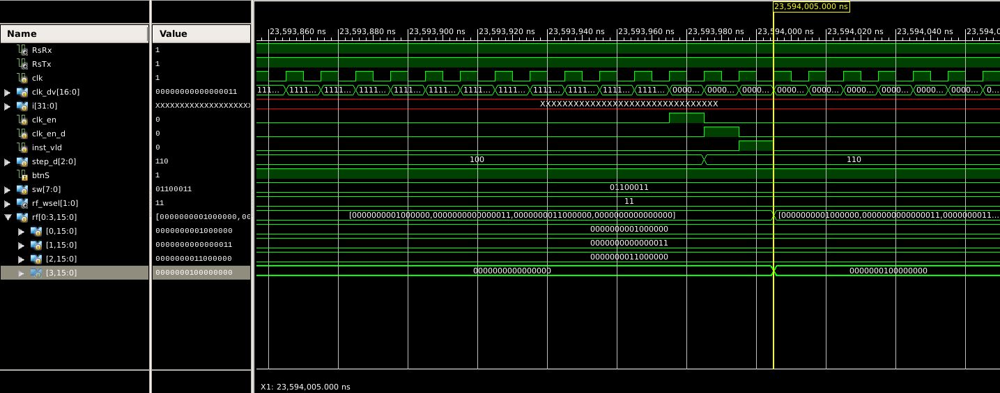 23,594,005.000 ns
Name Value 23,593,860 ns 23,593,880 ns 23,593,900 ns 23,593,920 ns 23,593,940 ns 23,593,960 ns 23,593,980 ns 23,594,000 ns 23,594,020 ns 23,594,040 ns 23,594,0
RsRx 1
RsTx 1
clk 1
clk_dv[16:0] 00000000000000011 111... 1111... 1111... 1111... 1111... 1111... 1111... 1111... 1111... 1111... 1111... 1111... 0000... 0000... 0000... 0000... 0000... 0000... 0000... 0000... 0000... 0...
i[31:0] XXXXXXXXXXXXXXXXXXX XXXXXXXXXXXXXXXXXXXXXXXXXXXXXXXX
clk_en 0
clk_en_d 0
inst_vld 0
step_d[2:0] 110 100 110
btnS 1
sw[7:0] 01100011 01100011
rf_wsel[1:0] 11 11
rf[0:3,15:0] [0000000001000000,00 [0000000001000000,0000000000000011,0000000011000000,0000000000000000] [0000000001000000,0000000000000011,000000011...
[0,15:0] 0000000001000000 0000000001000000
[1,15:0] 0000000000000011 0000000000000011
[2,15:0] 0000000011000000 0000000011000000
[3,15:0] 0000000100000000 0000000000000000 0000000100000000
X1: 23,594,005.000 ns